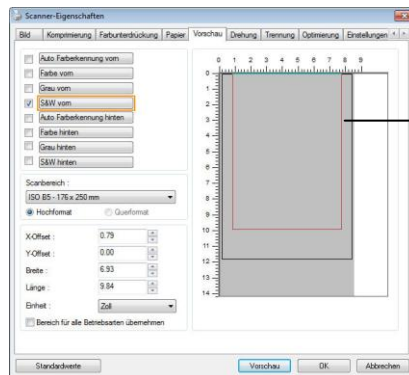 Scanner-Eigenschaften
Bild Komprimierung Farbunterdrückung Papier Vorschau Drehung Trennung Optimierung Einstellungen
Auto Farberkennung vorn
Farbe vorn
Grau vorn
S&W vorn
Auto Farberkennung hinten
Farbe hinten
Grau hinten
S&W hinten
Scanbereich :
ISO B5 - 176 x 250 mm
Hochformat Querformat
X-Offset : 0.79
Y-Offset : 0.00
Breite : 6.93
Länge : 9.84
Einheit : Zoll
Bereich für alle Betriebsarten übernehmen
0 1 2 3 4 5 6 7 8 9
0
1
2
3
4
5
6
7
8
9
10
11
12
13
14
Standardwerte Vorschau OK Abbrechen